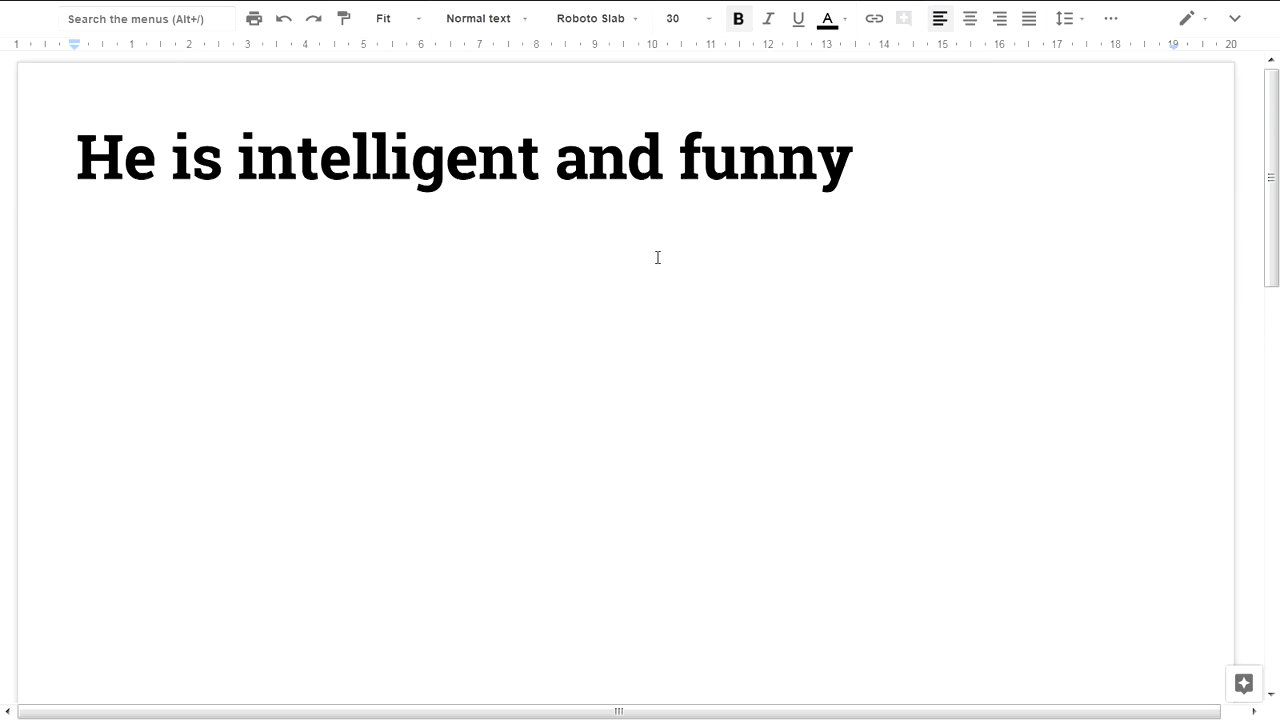 Search the menus (Alt+/) Fit Normal text Roboto Slab 30 B I U A
1 1 2 3 4 5 6 7 8 9 10 11 12 13 14 15 16 17 18 19 20
He is intelligent and funny